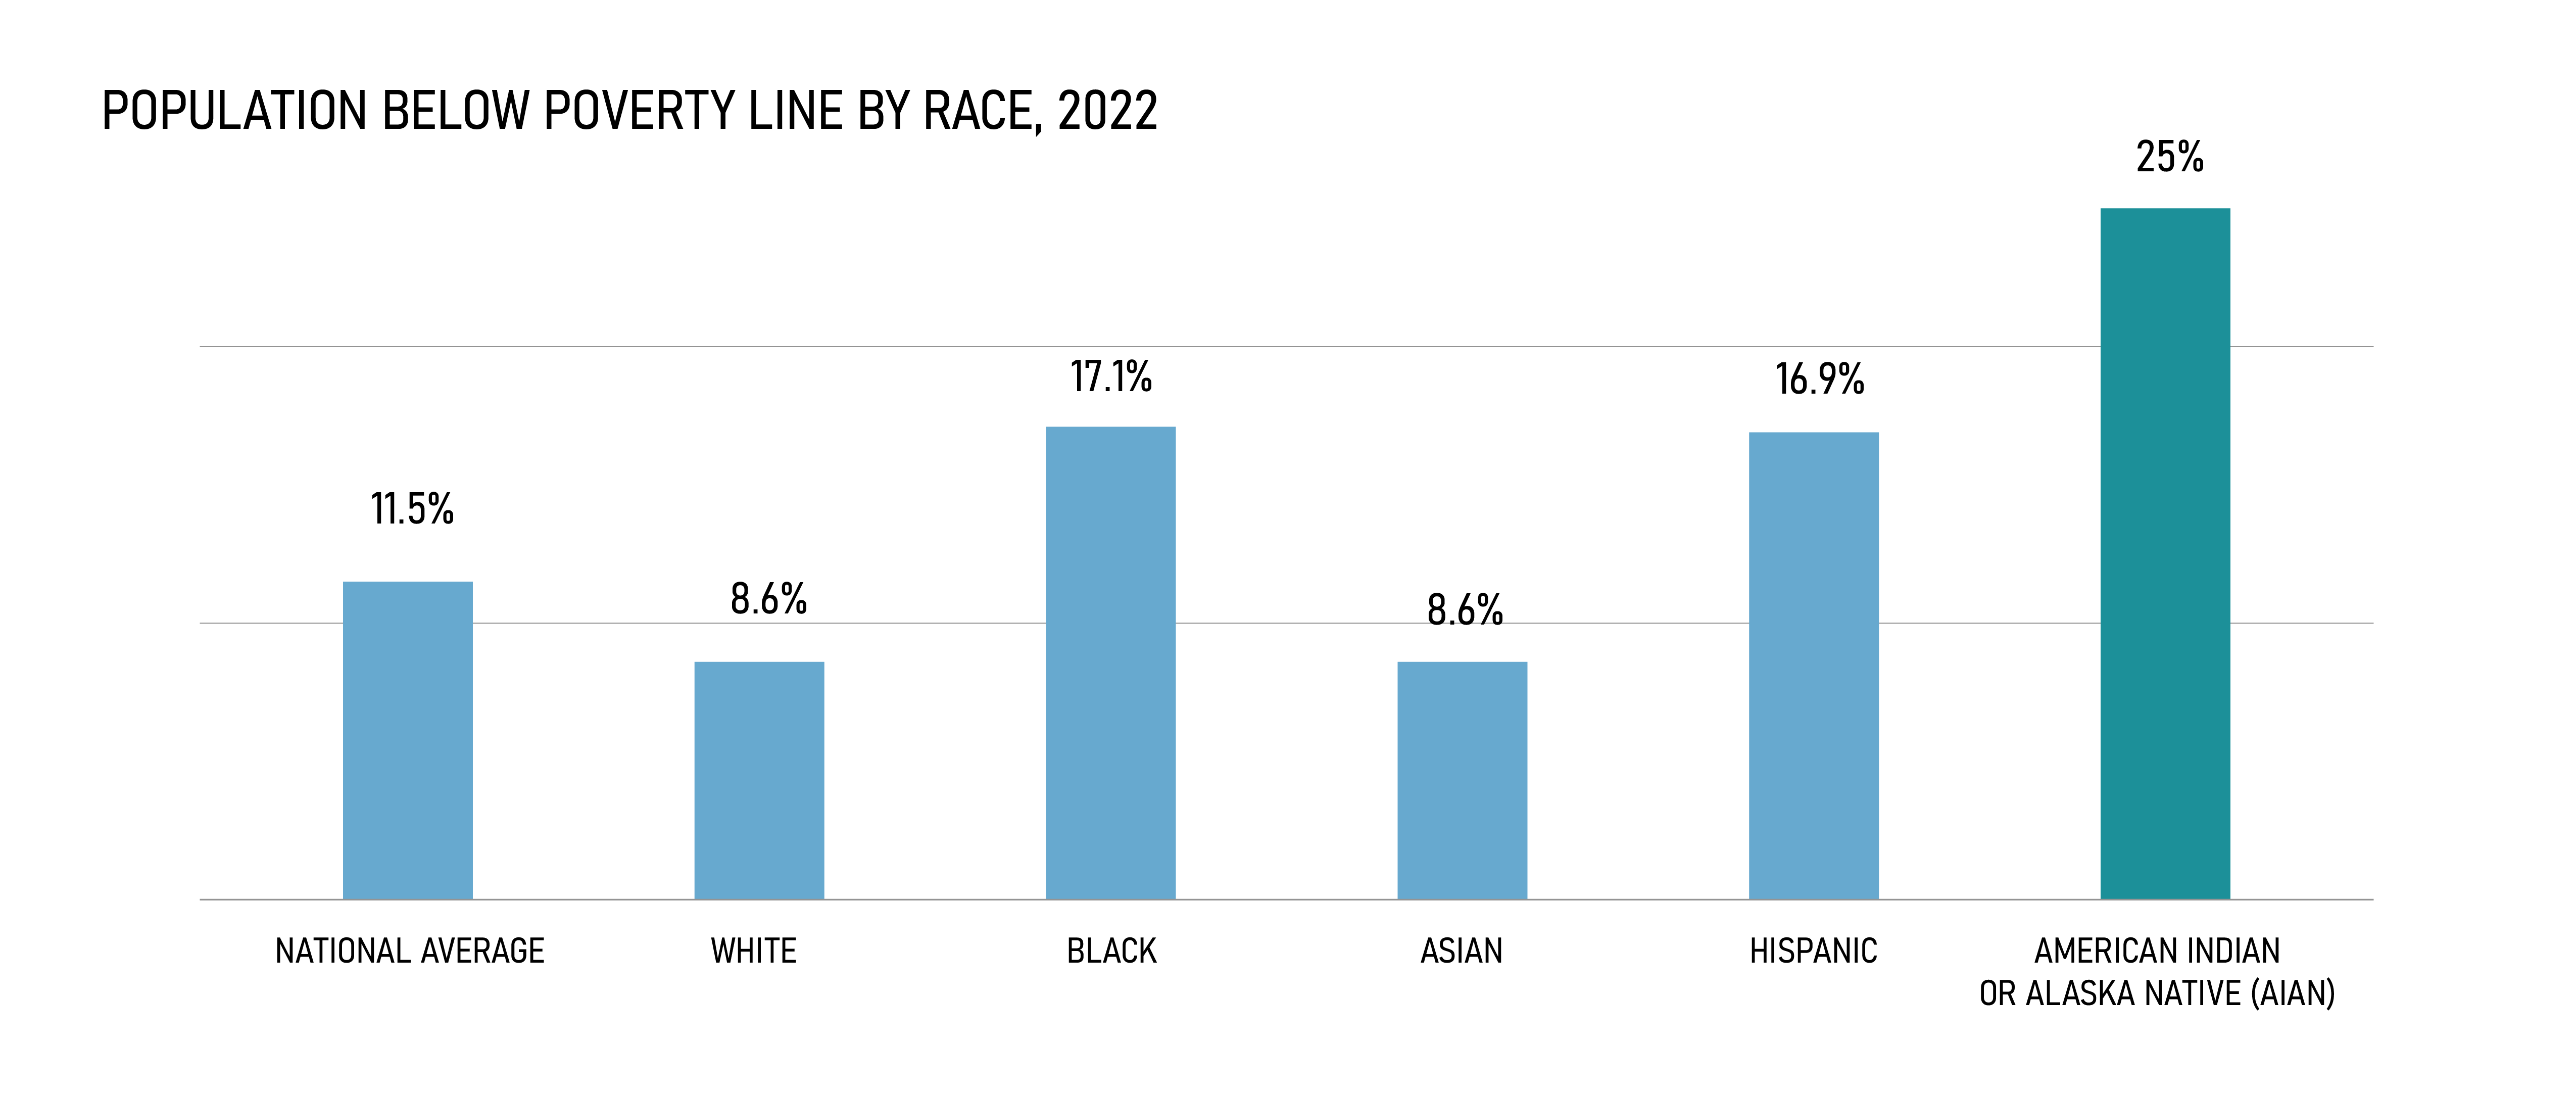 POPULATION BELOW POVERTY LINE BY RACE, 2022
25%
17.1%
16.9%
11.5%
8.6%
8.6%
NATIONAL AVERAGE
WHITE
BLACK
ASIAN
HISPANIC
AMERICAN INDIAN
OR ALASKA NATIVE (AIAN)